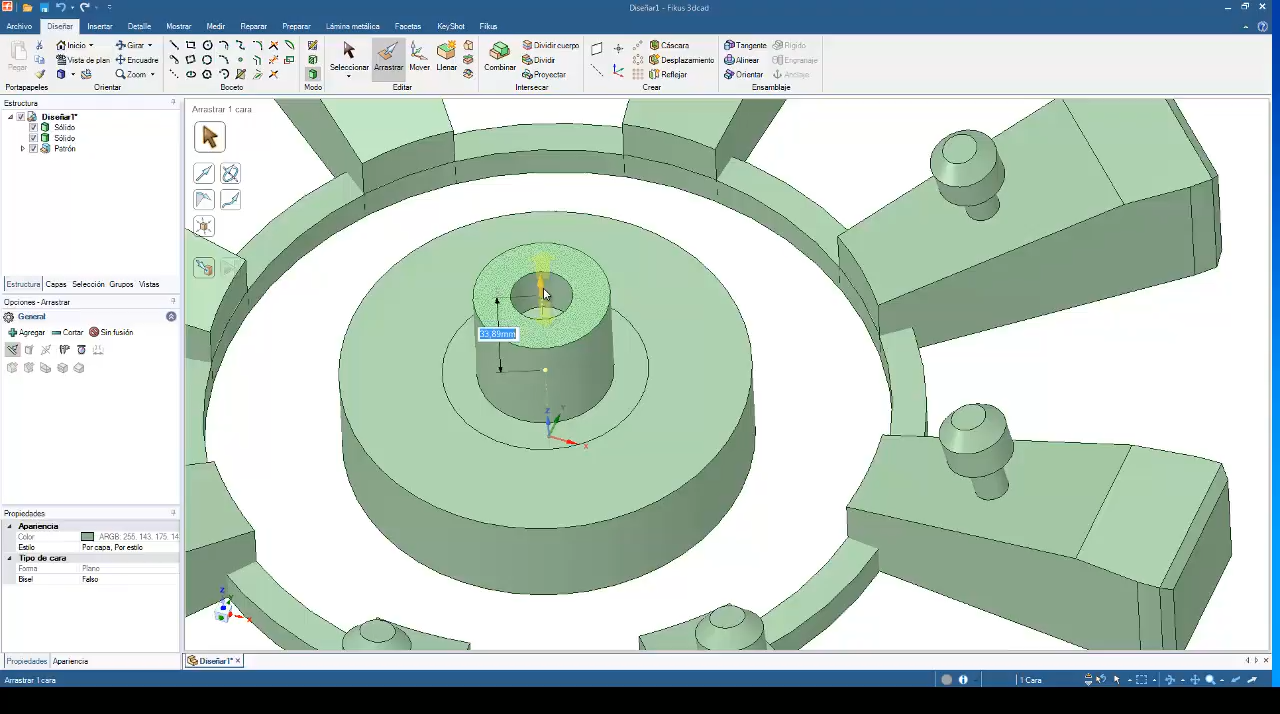 Diseñar1 - Fikus 3dcad
Archivo Diseñar Insertar Detalle Mostrar Medir Reparar Preparar Lámina metálica Facetas KeyShot Fikus
Pegar
Inicio
Vista de plan
Girar
Encuadre
Zoom
Seleccionar
Arrastrar
Mover
Llenar
Combinar
Dividir cuerpo
Dividir
Proyectar
Cáscara
Desplazamiento
Reflejar
Tangente
Alinear
Orientar
Rígido
Engranaje
Anclaje
Portapapeles Orientar Boceto Modo Editar Intersecar Crear Ensamblaje
Estructura
Diseñar1*
Sólido
Sólido
Patrón
Arrastrar 1 cara
Estructura Capas Selección Grupos Vistas
Opciones - Arrastrar
General
Agregar Cortar Sin fusión
33,89mm
Z
Y
X
Propiedades
Apariencia
Color ARGB: 255, 143, 175, 14
Estilo Por capa, Por estilo
Tipo de cara
Forma Plano
Bisel Falso
Z
Y
X
Propiedades Apariencia
Diseñar1*
Arrastrar 1 cara
1 Cara